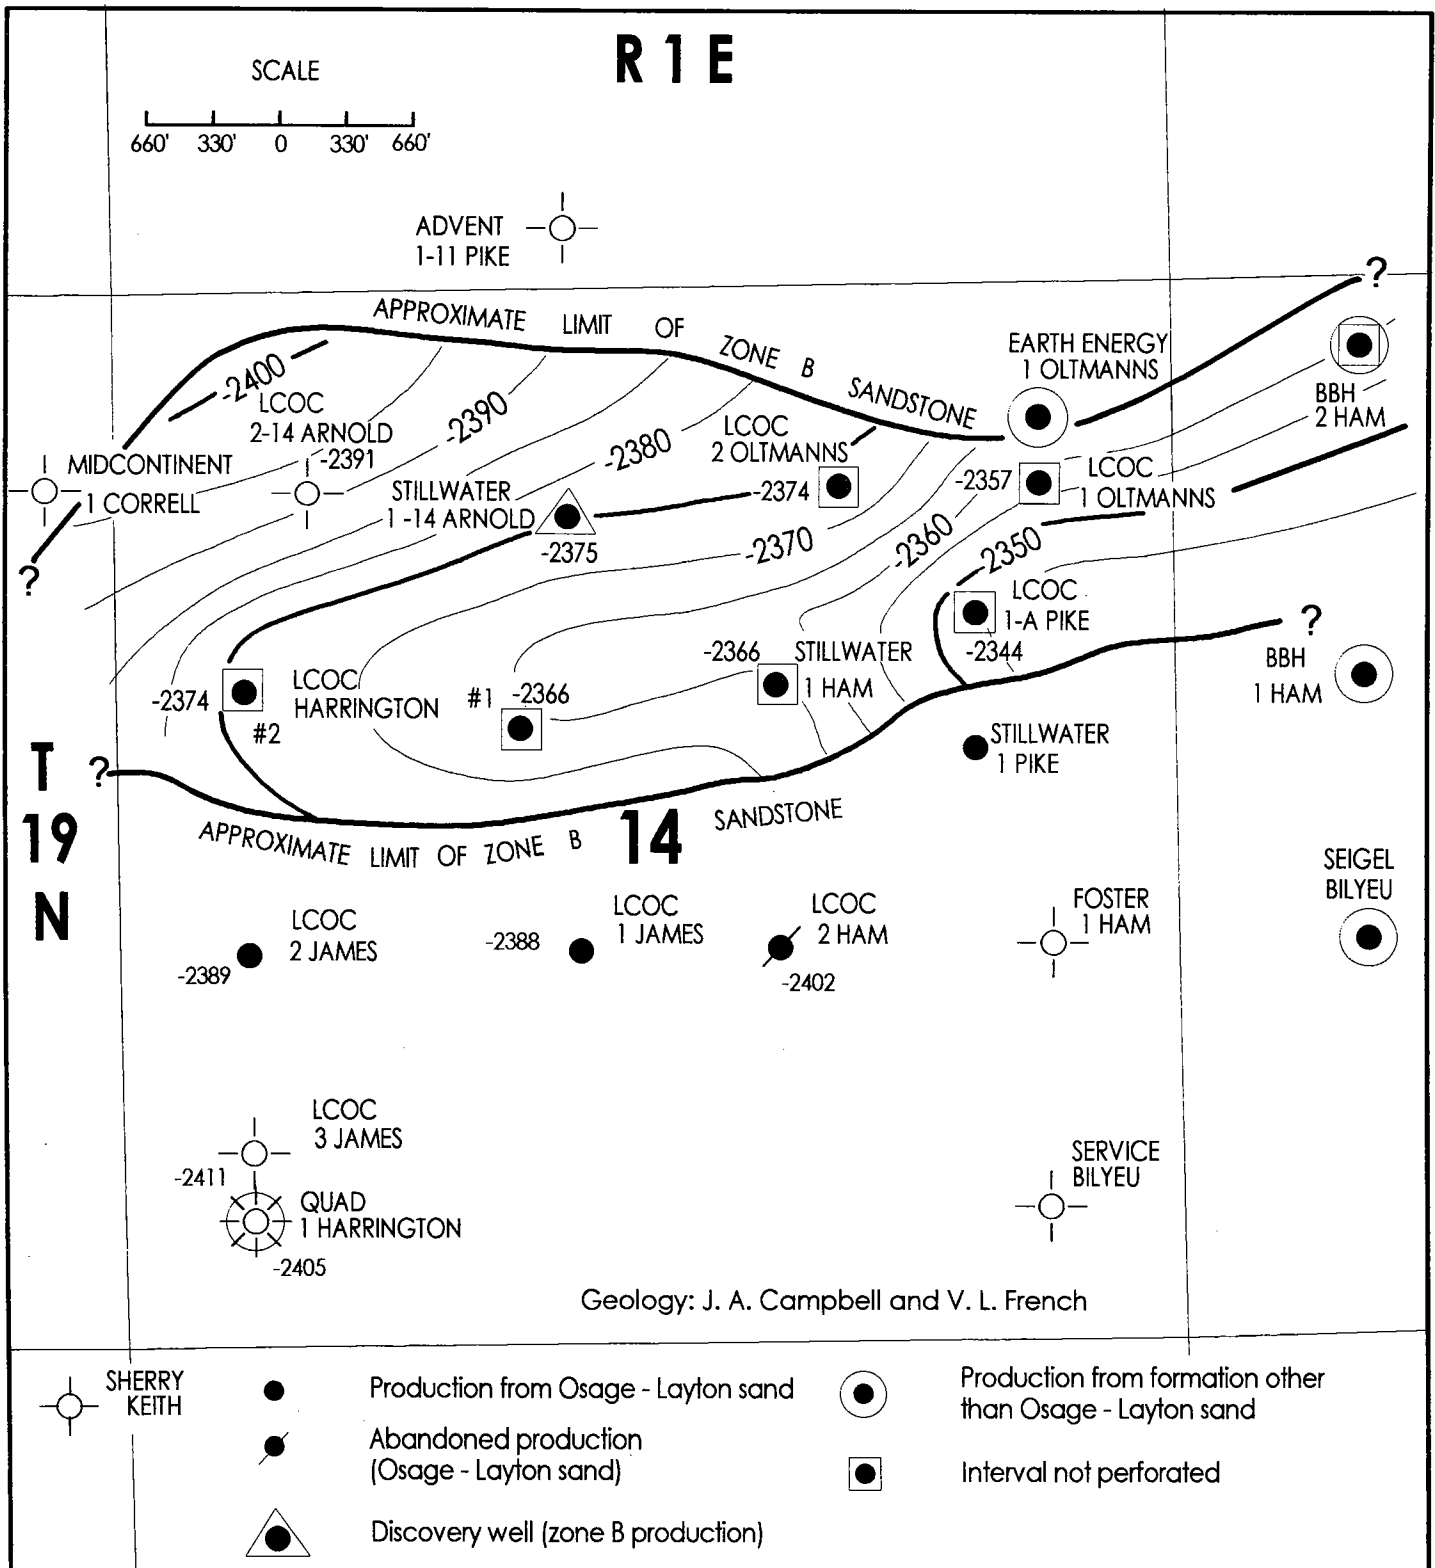 R 1 E
SCALE
660' 330' 0 330' 660'
ADVENT
1-11 PIKE
?
APPROXIMATE LIMIT OF ZONE B SANDSTONE
EARTH ENERGY
1 OLTMANNS
BBH
2 HAM
-2400
LCOC
2-14 ARNOLD
-2391
-2390
-2380
LCOC
2 OLTMANNS
-2374
MIDCONTINENT
1 CORRELL
STILLWATER
1 -14 ARNOLD
-2375
-2357
LCOC
1 OLTMANNS
-2370
-2360
-2350
?
LCOC
1-A PIKE
-2344
?
BBH
1 HAM
-2366
STILLWATER
1 HAM
-2374
LCOC
HARRINGTON
#2
#1
-2366
STILLWATER
1 PIKE
?
T
19
N
14
APPROXIMATE LIMIT OF ZONE B SANDSTONE
SEIGEL
BILYEU
LCOC
2 JAMES
-2389
-2388
LCOC
1 JAMES
LCOC
2 HAM
-2402
FOSTER
1 HAM
LCOC
3 JAMES
-2411
QUAD
1 HARRINGTON
-2405
SERVICE
BILYEU
Geology: J. A. Campbell and V. L. French
SHERRY
KEITH
Production from Osage - Layton sand
Abandoned production
(Osage - Layton sand)
Discovery well (zone B production)
Production from formation other
than Osage - Layton sand
Interval not perforated